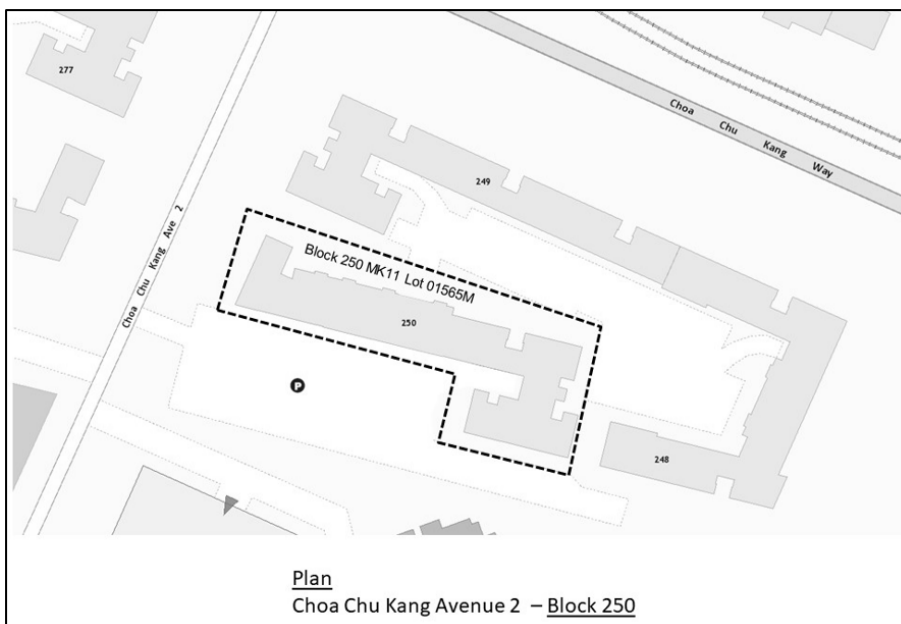 277
Choa Chu Kang Way
249
Choa Chu Kang Ave 2
Block 250 MK11 Lot 01565M
250
P
248
Plan
Choa Chu Kang Avenue 2 – Block 250